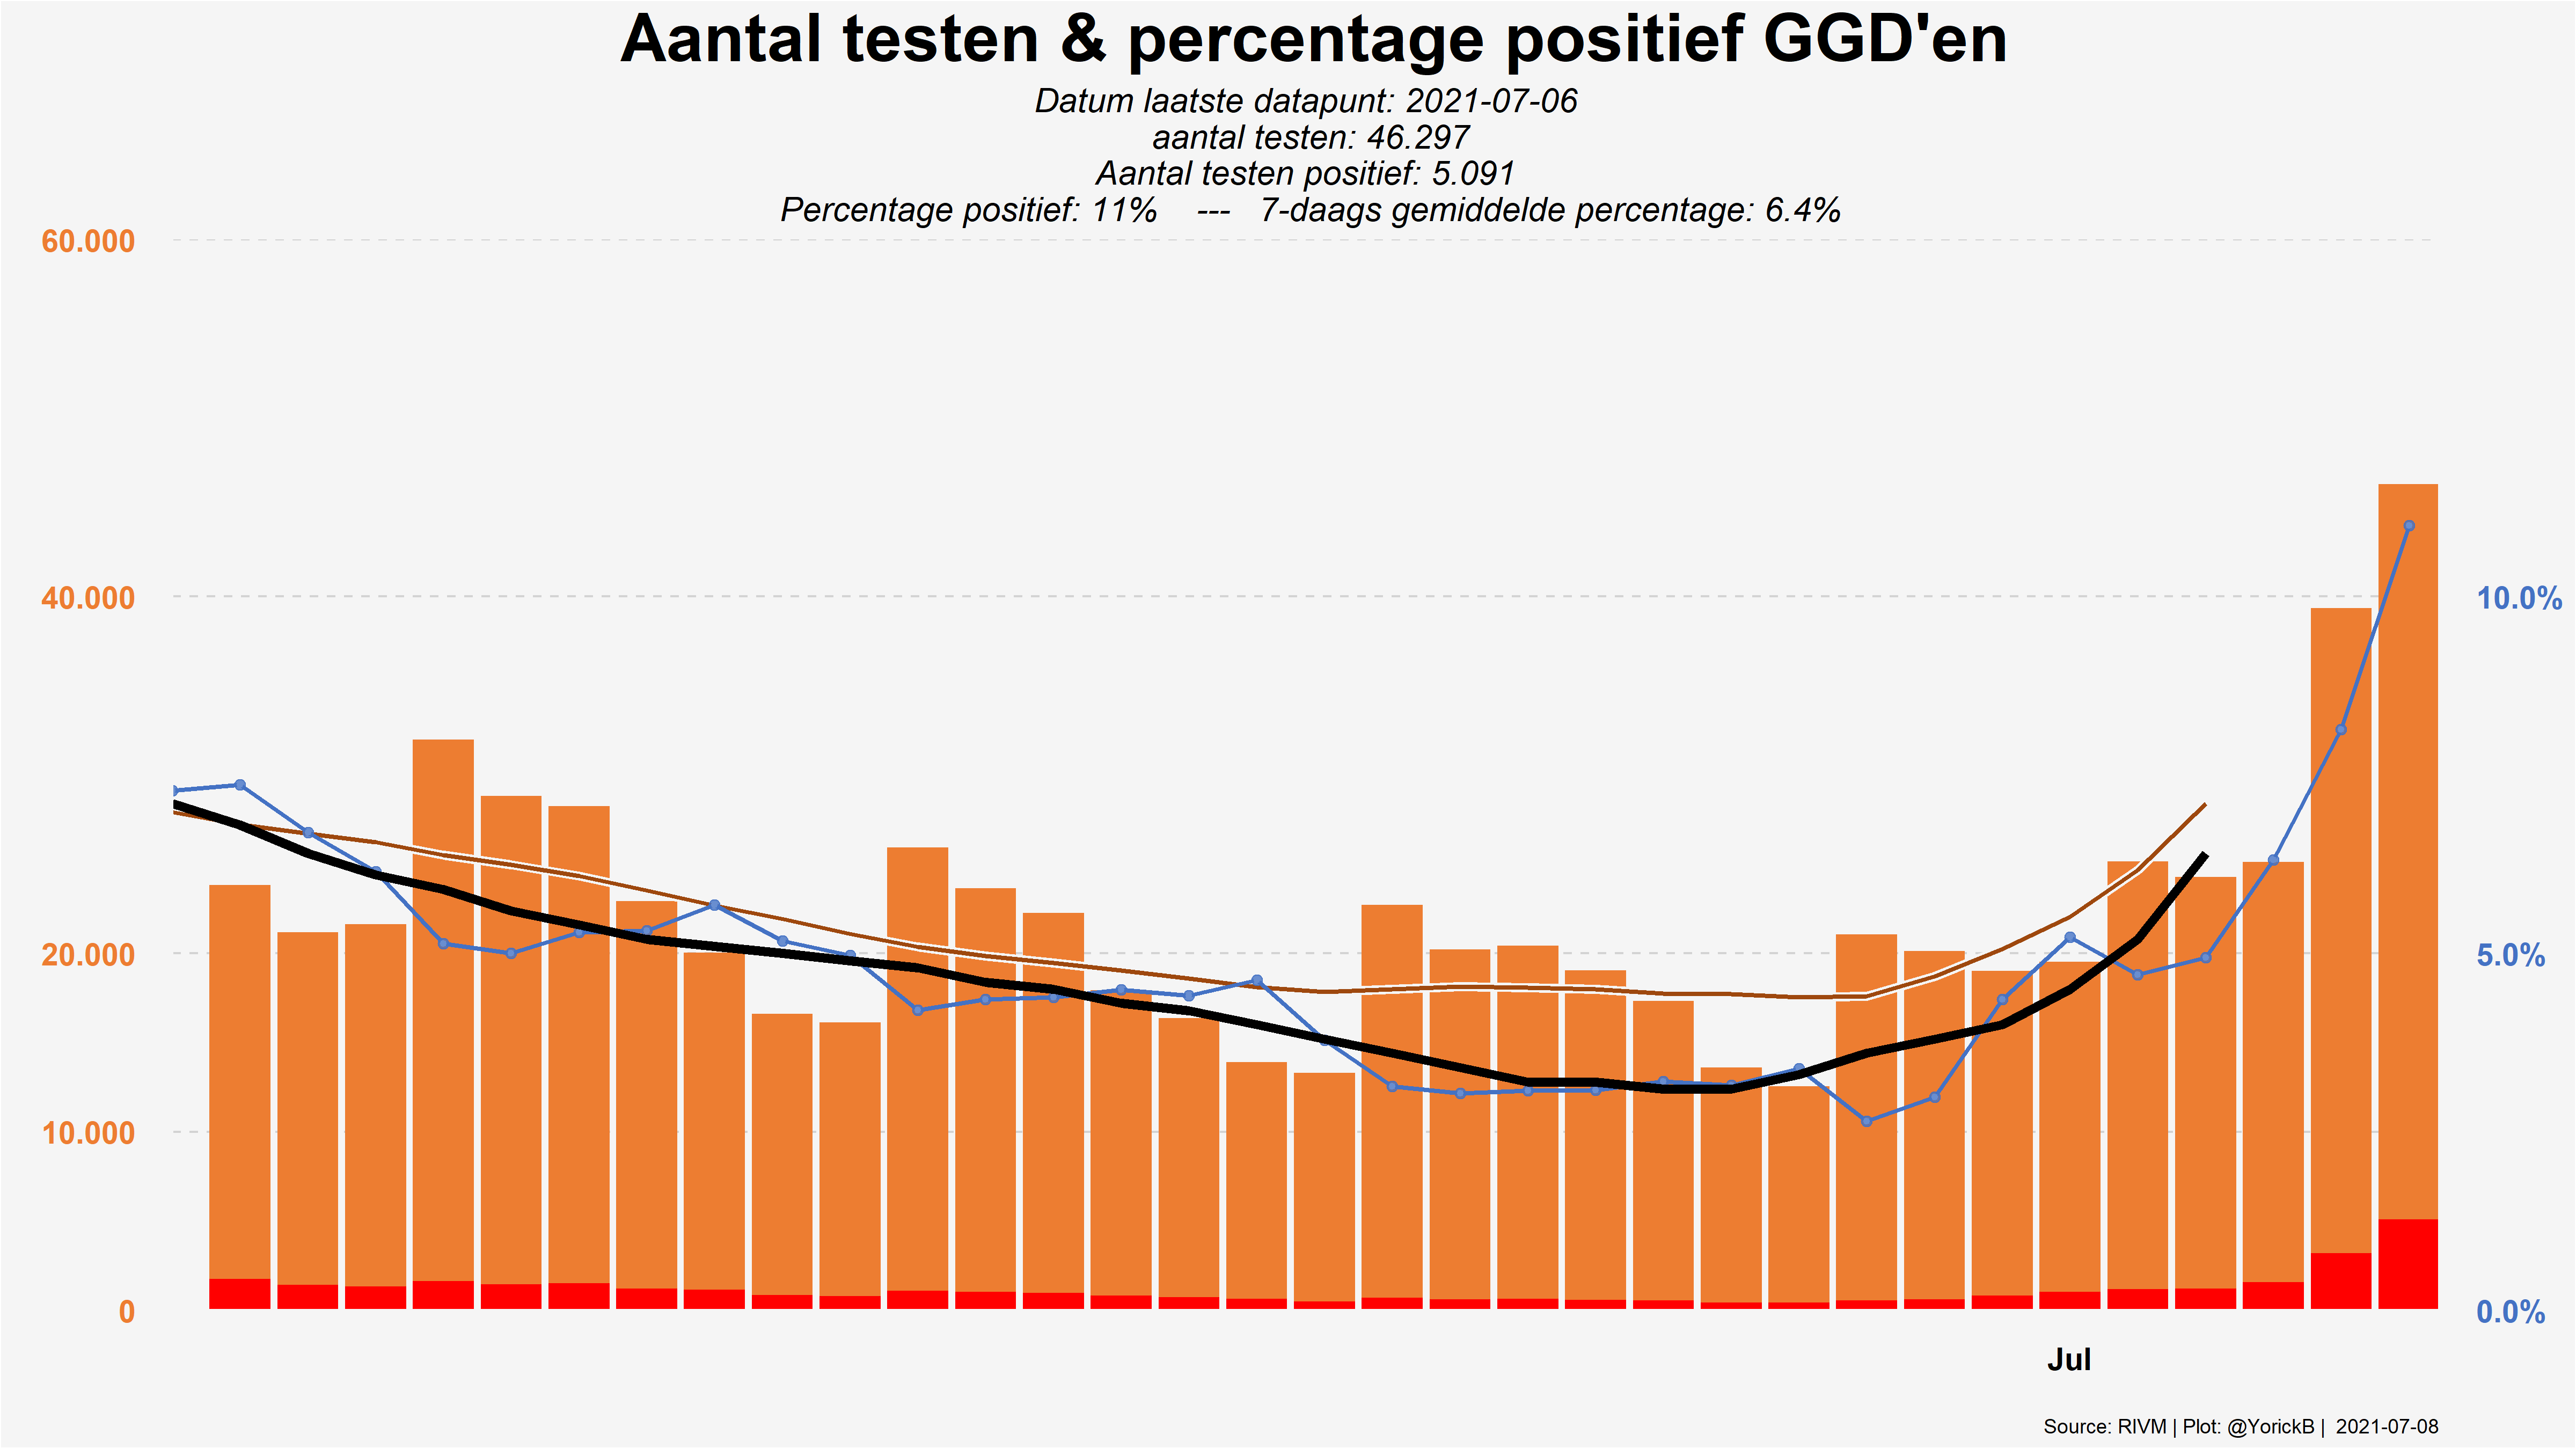 Aantal testen & percentage positief GGD'en
Datum laatste datapunt: 2021-07-06
aantal testen: 46.297
Aantal testen positief: 5.091
Percentage positief: 11% --- 7-daags gemiddelde percentage: 6.4%
60.000
40.000
10.0%
20.000
5.0%
10.000
0
0.0%
Jul
Source: RIVM | Plot: @YorickB | 2021-07-08